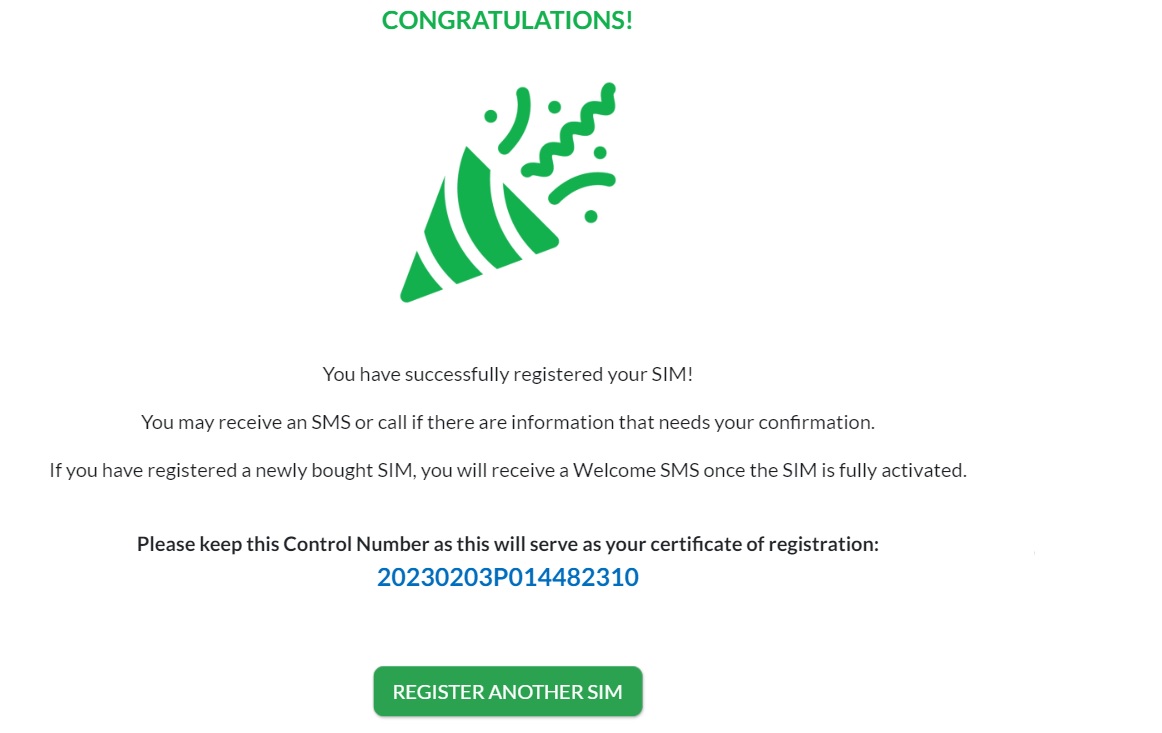 CONGRATULATIONS!
You have successfully registered your SIM!
You may receive an SMS or call if there are information that needs your confirmation.
If you have registered a newly bought SIM, you will receive a Welcome SMS once the SIM is fully activated.
Please keep this Control Number as this will serve as your certificate of registration:
20230203P014482310
REGISTER ANOTHER SIM